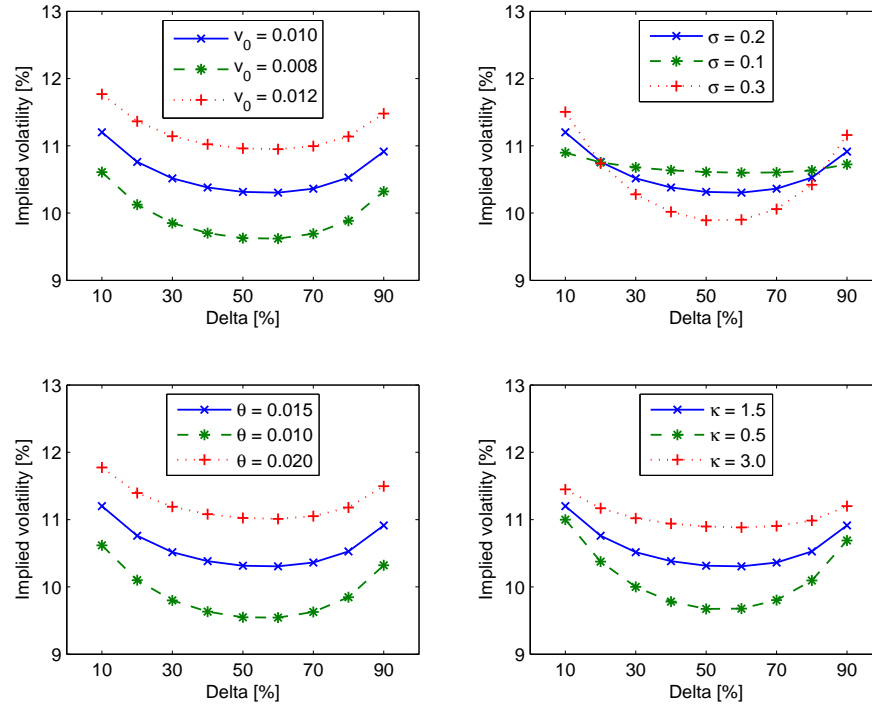 13
12
11
10
9
Implied volatility [%]
v0 = 0.010
v0 = 0.008
v0 = 0.012
10 30 50 70 90
Delta [%]
13
12
11
10
9
Implied volatility [%]
σ = 0.2
σ = 0.1
σ = 0.3
10 30 50 70 90
Delta [%]
13
12
11
10
9
Implied volatility [%]
θ = 0.015
θ = 0.010
θ = 0.020
10 30 50 70 90
Delta [%]
13
12
11
10
9
Implied volatility [%]
κ = 1.5
κ = 0.5
κ = 3.0
10 30 50 70 90
Delta [%]